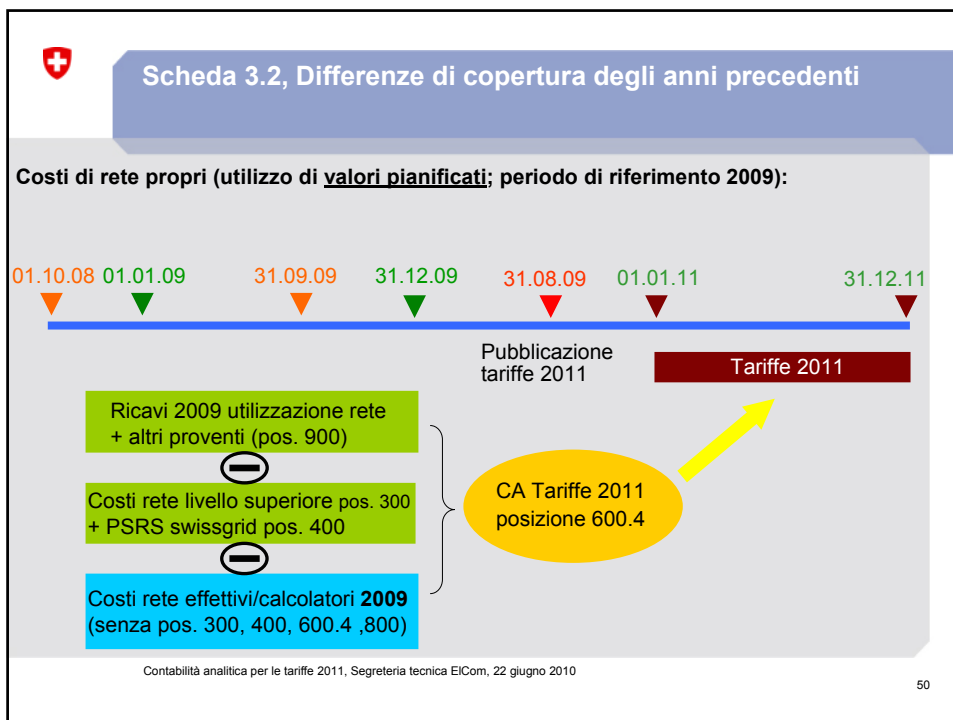 Scheda 3.2, Differenze di copertura degli anni precedenti
Costi di rete propri (utilizzo di valori pianificati; periodo di riferimento 2009):
01.10.08 01.01.09 31.09.09 31.12.09 31.08.09 01.01.11 31.12.11
Pubblicazione
tariffe 2011
Tariffe 2011
Ricavi 2009 utilizzazione rete
+ altri proventi (pos. 900)
Costi rete livello superiore pos. 300
+ PSRS swissgrid pos. 400
Costi rete effettivi/calcolatori 2009
(senza pos. 300, 400, 600.4 ,800)
CA Tariffe 2011
posizione 600.4
Contabilità analitica per le tariffe 2011, Segreteria tecnica ElCom, 22 giugno 2010
50